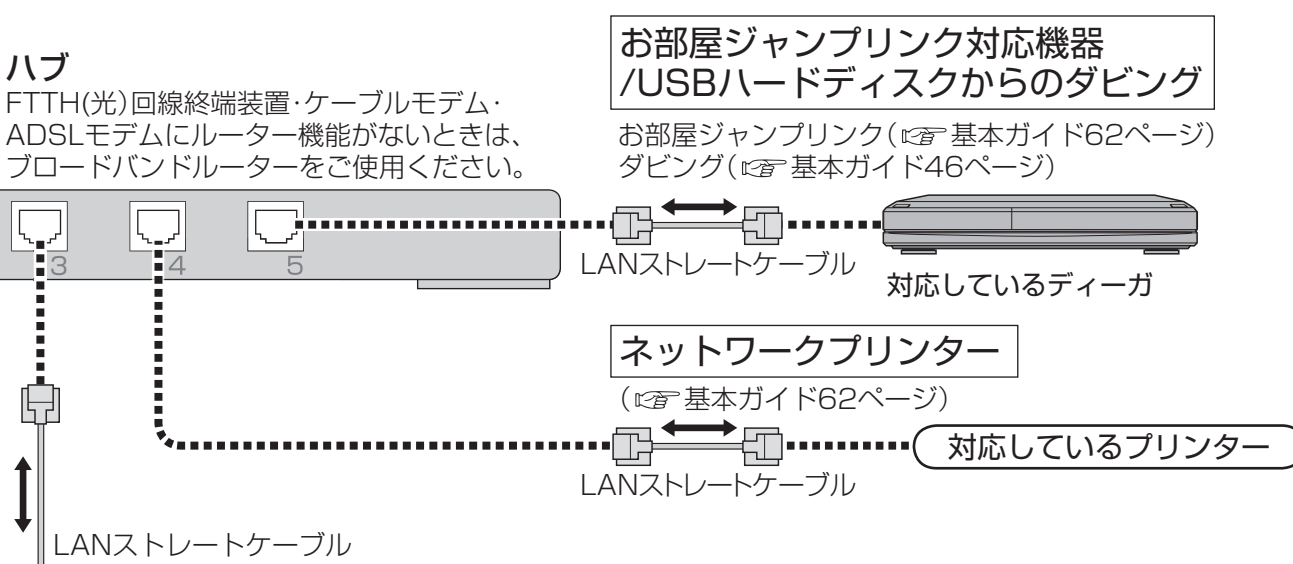 ハブ
FTTH(光)回線終端装置･ケーブルモデム･
ADSLモデムにルーター機能がないときは、
ブロードバンドルーターをご使用ください。
3
4
5
お部屋ジャンプリンク対応機器
/USBハードディスクからのダビング
お部屋ジャンプリンク(☞基本ガイド62ページ)
ダビング(☞基本ガイド46ページ)
LANストレートケーブル
対応しているディーガ
ネットワークプリンター
(☞基本ガイド62ページ)
LANストレートケーブル
対応しているプリンター
LANストレートケーブル